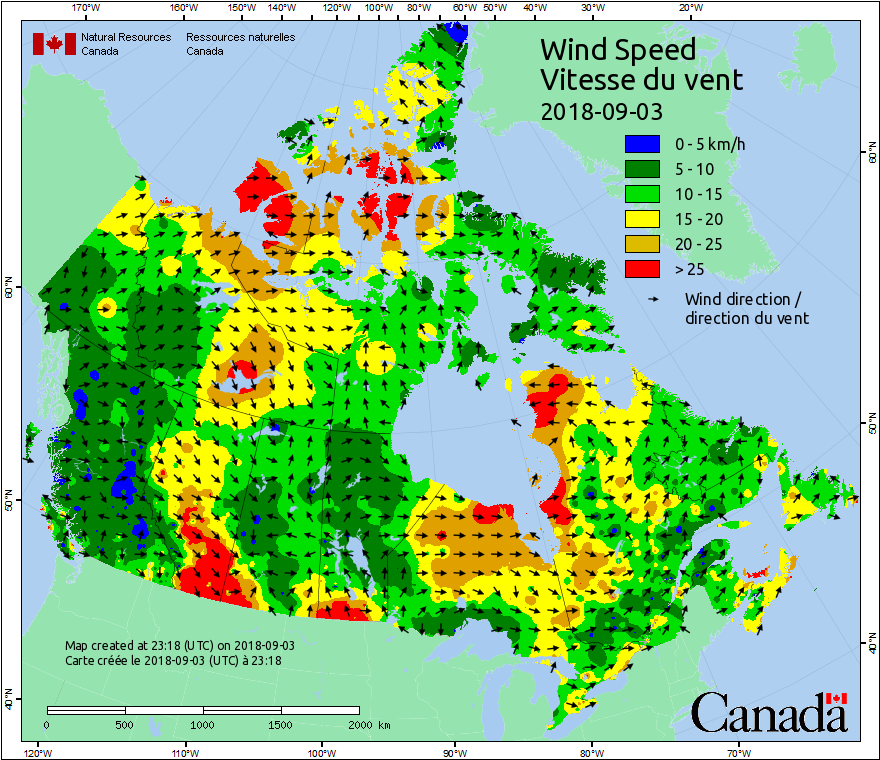 170°W 160°W 150°W 140°W 120°W 100°W 80°W 60°W 50°W 40°W 30°W 20°W
Natural Resources Ressources naturelles
Canada Canada
Wind Speed
Vitesse du vent
2018-09-03
0 - 5 km/h
5 - 10
10 - 15
15 - 20
20 - 25
> 25
Wind direction /
direction du vent
60°N
60°N
50°N
50°N
40°N
40°N
Map created at 23:18 (UTC) on 2018-09-03
Carte créée le 2018-09-03 (UTC) à 23:18
0 500 1000 1500 2000 km
Canada
120°W 110°W 100°W 90°W 80°W 70°W